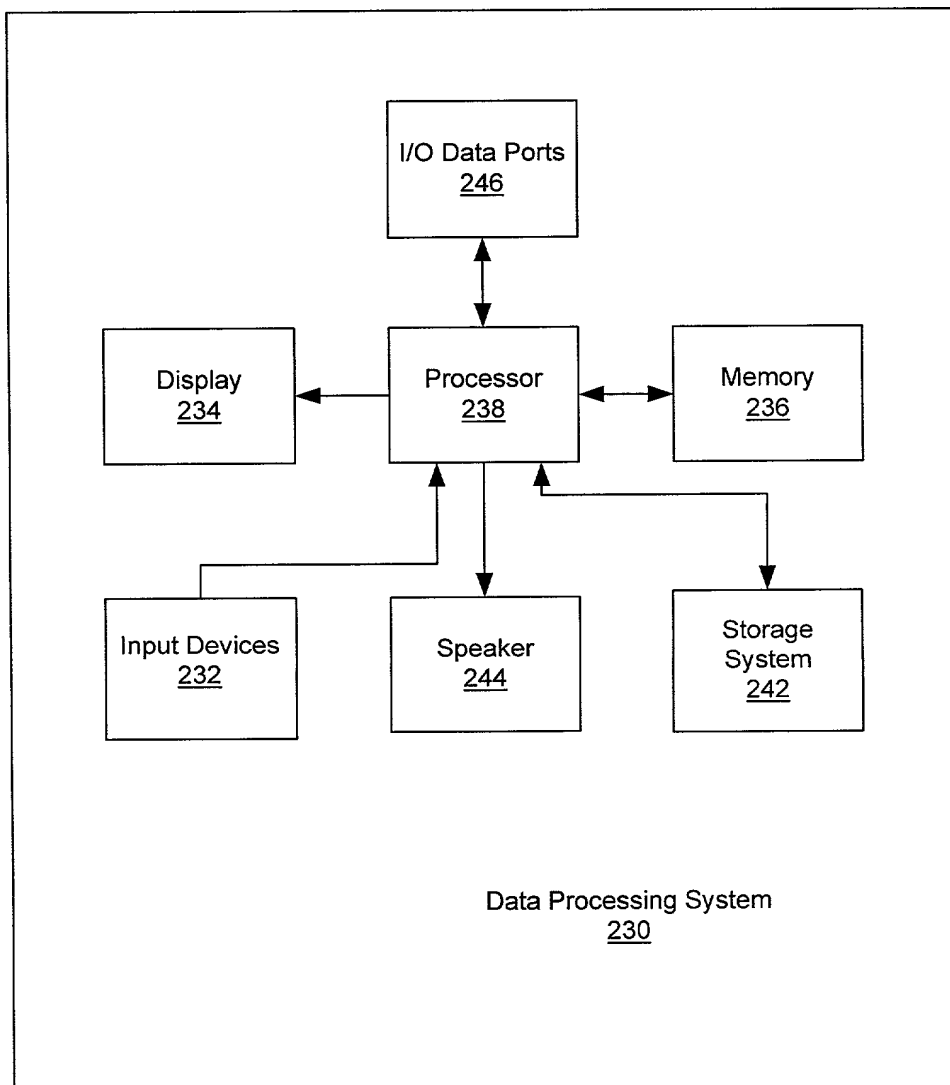 I/O Data Ports
246
Display
234
Processor
238
Memory
236
Input Devices
232
Speaker
244
Storage
System
242
Data Processing System
230